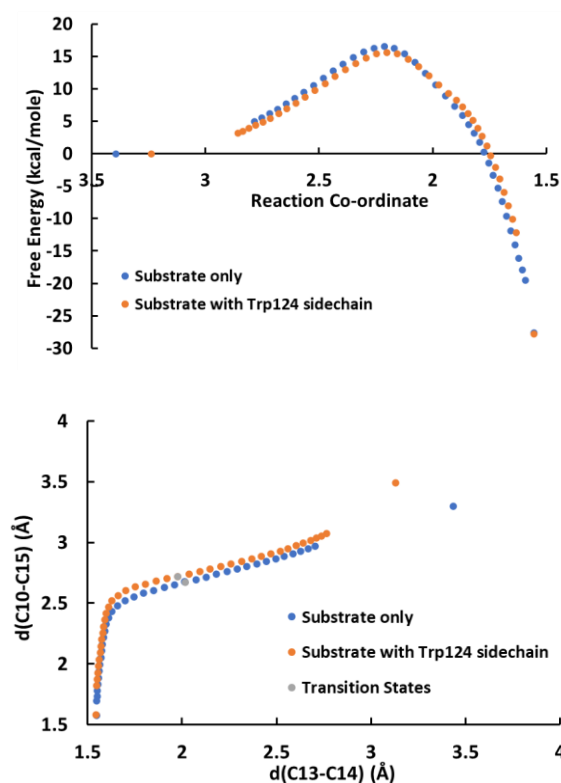 20
15
10
5
0
-5
-10
-15
-20
-25
-30
Free Energy (kcal/mole)
3.5 3 2.5 2 1.5
Reaction Co-ordinate
Substrate only
Substrate with Trp124 sidechain
4
3.5
3
2.5
2
1.5
d(C10-C15) (Å)
Substrate only
Substrate with Trp124 sidechain
Transition States
1.5 2 2.5 3 3.5 4
d(C13-C14) (Å)